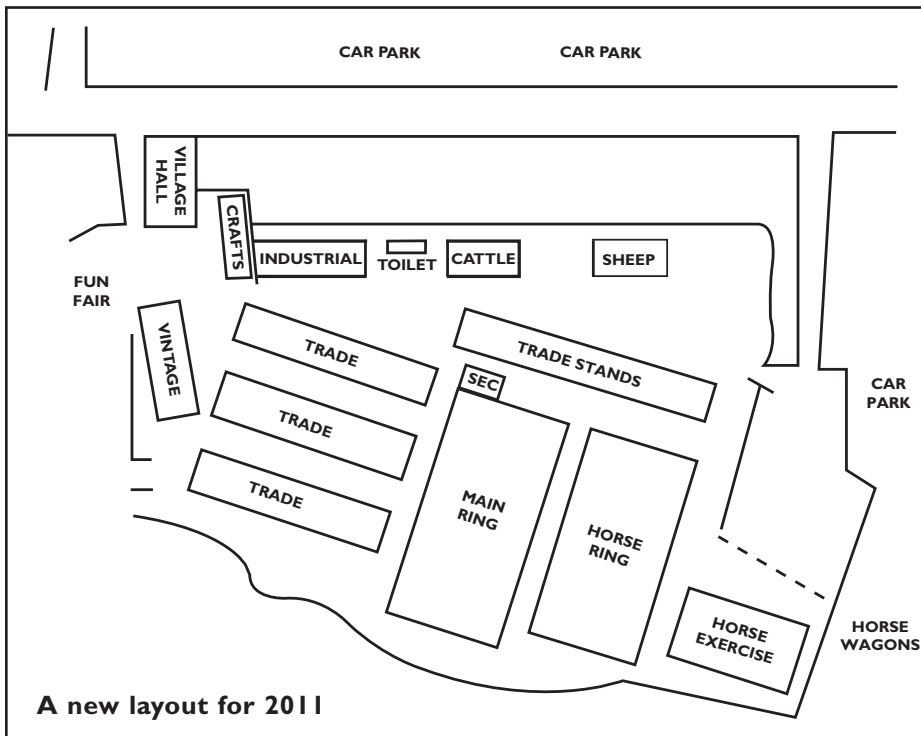 CAR PARK
CAR PARK
VILLAGE
HALL
CRAFTS
INDUSTRIAL
TOILET
CATTLE
SHEEP
FUN
FAIR
VINTAGE
TRADE
TRADE STANDS
SEC
CAR
PARK
TRADE
TRADE
MAIN
RING
HORSE
RING
HORSE
EXERCISE
HORSE
WAGONS
A new layout for 2011